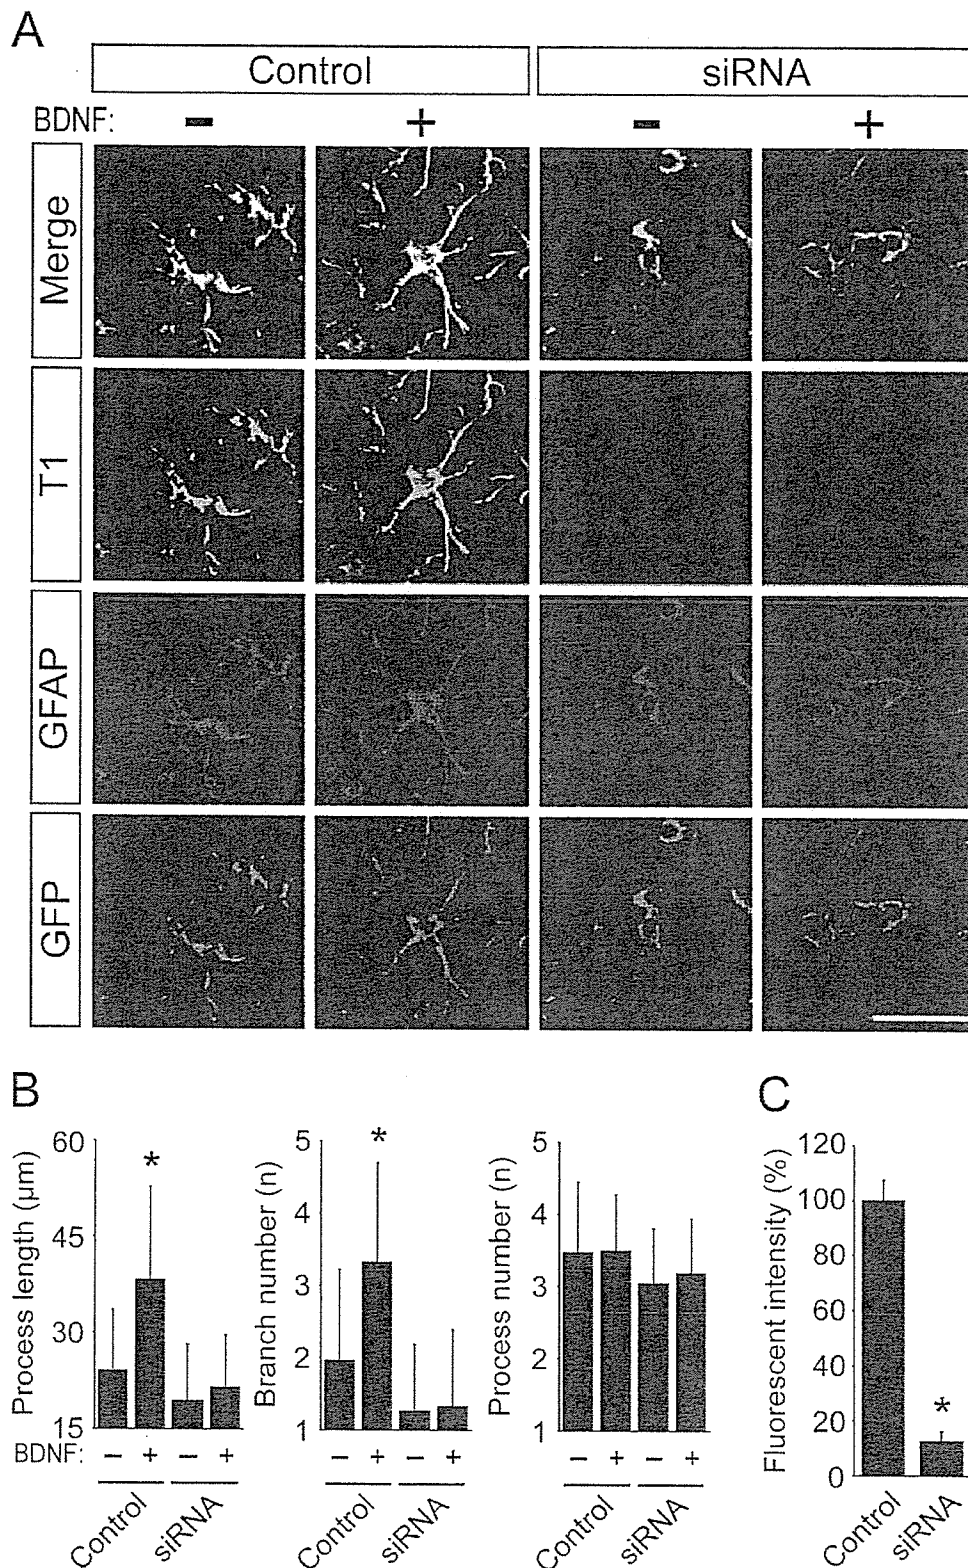 A
Control siRNA
BDNF: − + − +
Merge
T1
GFAP
GFP
B
Process length (μm)
60
45
30
15
BDNF: − + − +
Control siRNA
Branch number (n)
5
4
3
2
1
*
− + − +
Control siRNA
Process number (n)
5
4
3
2
1
− + − +
Control siRNA
C
Fluorescent intensity (%)
120
100
80
60
40
20
0
*
Control siRNA